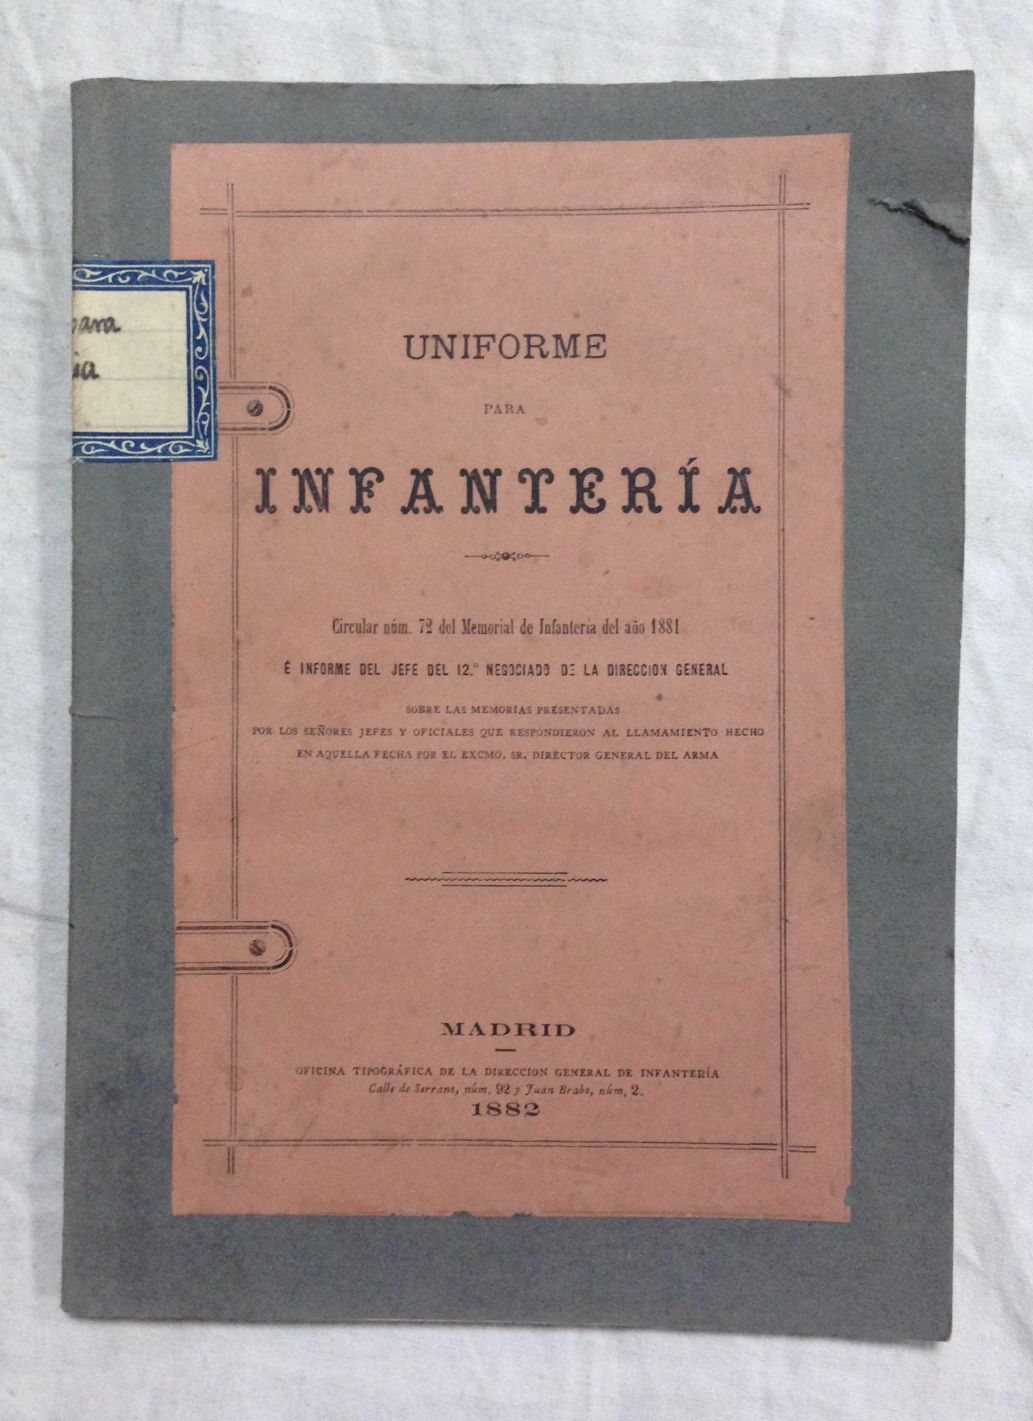 para
ia
UNIFORME
PARA
INFANTERÍA
Circular núm. 72 del Memorial de Infantería del año 1881
É INFORME DEL JEFE DEL 12.º NEGOCIADO DE LA DIRECCION GENERAL
SOBRE LAS MEMORIAS PRESENTADAS
POR LOS SEÑORES JEFES Y OFICIALES QUE RESPONDIERON AL LLAMAMIENTO HECHO
EN AQUELLA FECHA POR EL EXCMO. SR. DIRECTOR GENERAL DEL ARMA
MADRID
OFICINA TIPOGRÁFICA DE LA DIRECCION GENERAL DE INFANTERÍA
Calle de Serrano, núm. 92 y Juan Brabo, núm, 2.
1882